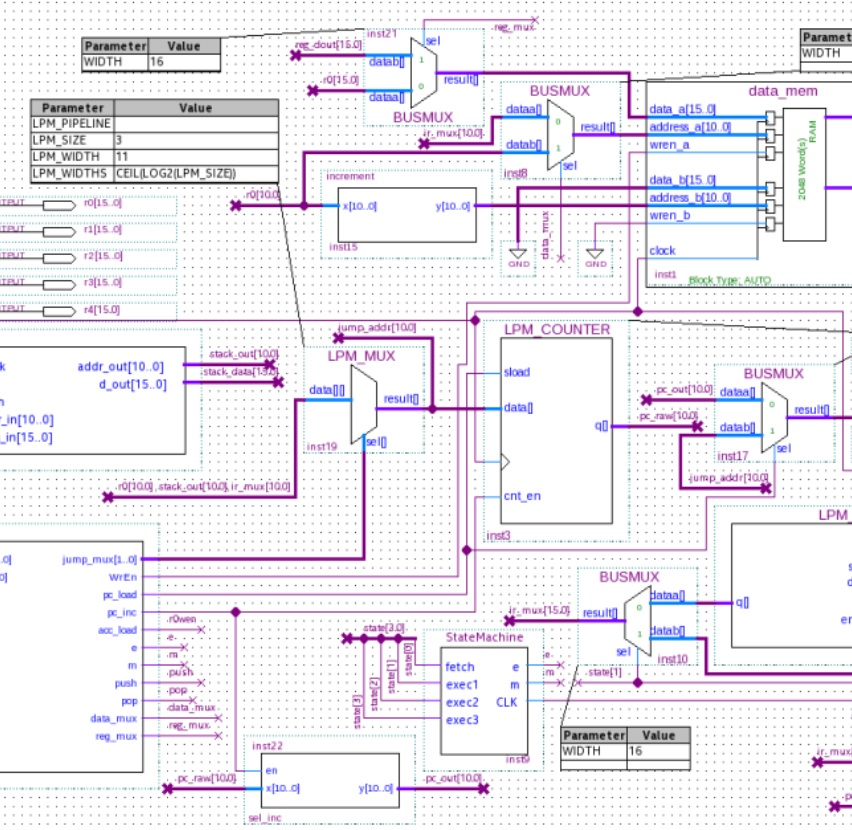 inst21
reg_mux
Parameter Value
WIDTH 16
reg_dout[15..0]
sel
datab[]
1
result[]
r0[15..0]
0
dataa[]
BUSMUX
Parameter
WIDTH
BUSMUX
data_mem
Parameter Value
LPM_PIPELINE
LPM_SIZE 3
LPM_WIDTH 11
LPM_WIDTHS CEIL(LOG2(LPM_SIZE))
dataa[]
0
result[]
ir_mux[10..0]
datab[]
1
sel
inst8
data_a[15..0]
address_a[10..0]
wren_a
data_b[15..0]
address_b[10..0]
wren_b
clock
inst1
2048 Word(s)
RAM
Block Type: AUTO
increment
r0[10..0]
x[10..0] y[10..0]
inst15
data_mux
GND
GND
r0[15..0]
r1[15..0]
r2[15..0]
r3[15..0]
r4[15..0]
addr_out[10..0]
d_out[15..0]
r_in[10..0]
_in[15..0]
stack_out[10..0]
stack_data[15..0]
jump_addr[10..0]
LPM_MUX
data[][]
result[]
inst19
sel[]
r0[10..0],stack_out[10..0],ir_mux[10..0]
LPM_COUNTER
sload
data[]
q[]
cnt_en
inst3
BUSMUX
pc_out[10..0]
dataa[]
0
pc_raw[10..0]
result[]
datab[]
1
inst17
sel
jump_addr[10..0]
LPM
jump_mux[1..0]
WrEn
pc_load
pc_inc
acc_load
e
m
push
pop
data_mux
reg_mux
r0wen
e
m
push
pop
data_mux
reg_mux
BUSMUX
ir_mux[15..0]
result[]
dataa[]
0
q[]
1
datab[]
sel
inst10
state[1]
state[3..0]
state[0]
state[1]
state[2]
state[3]
StateMachine
fetch e
exec1 m
exec2 CLK
exec3
inst9
e
m
Parameter Value
WIDTH 16
inst22
en
pc_raw[10..0]
x[10..0] y[10..0]
pc_out[10..0]
sel_inc